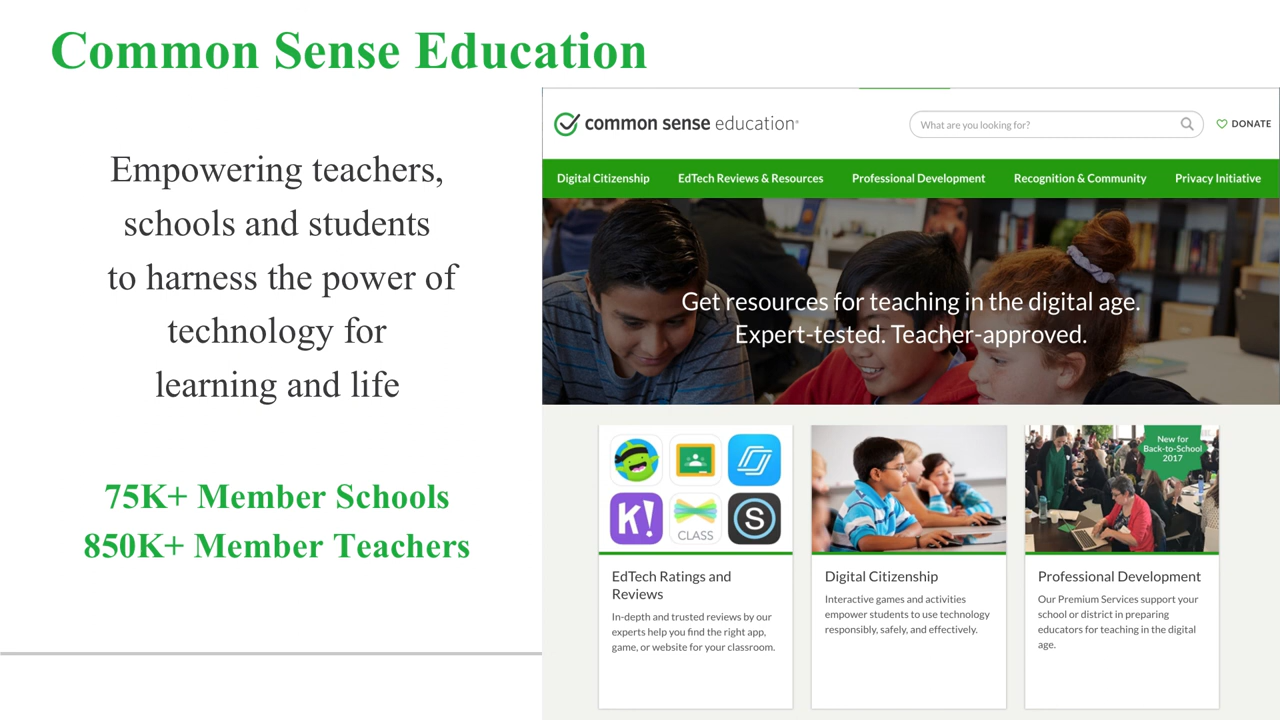 Common Sense Education
Empowering teachers,
schools and students
to harness the power of
technology for
learning and life
75K+ Member Schools
850K+ Member Teachers
common sense education®
What are you looking for?
DONATE
Digital Citizenship
EdTech Reviews & Resources
Professional Development
Recognition & Community
Privacy Initiative
Get resources for teaching in the digital age.
Expert-tested. Teacher-approved.
K!
CLASS
S
EdTech Ratings and
Reviews
In-depth and trusted reviews by our
experts help you find the right app,
game, or website for your classroom.
Digital Citizenship
Interactive games and activities
empower students to use technology
responsibly, safely, and effectively.
New for
Back-to-School
2017
Professional Development
Our Premium Services support your
school or district in preparing
educators for teaching in the digital
age.